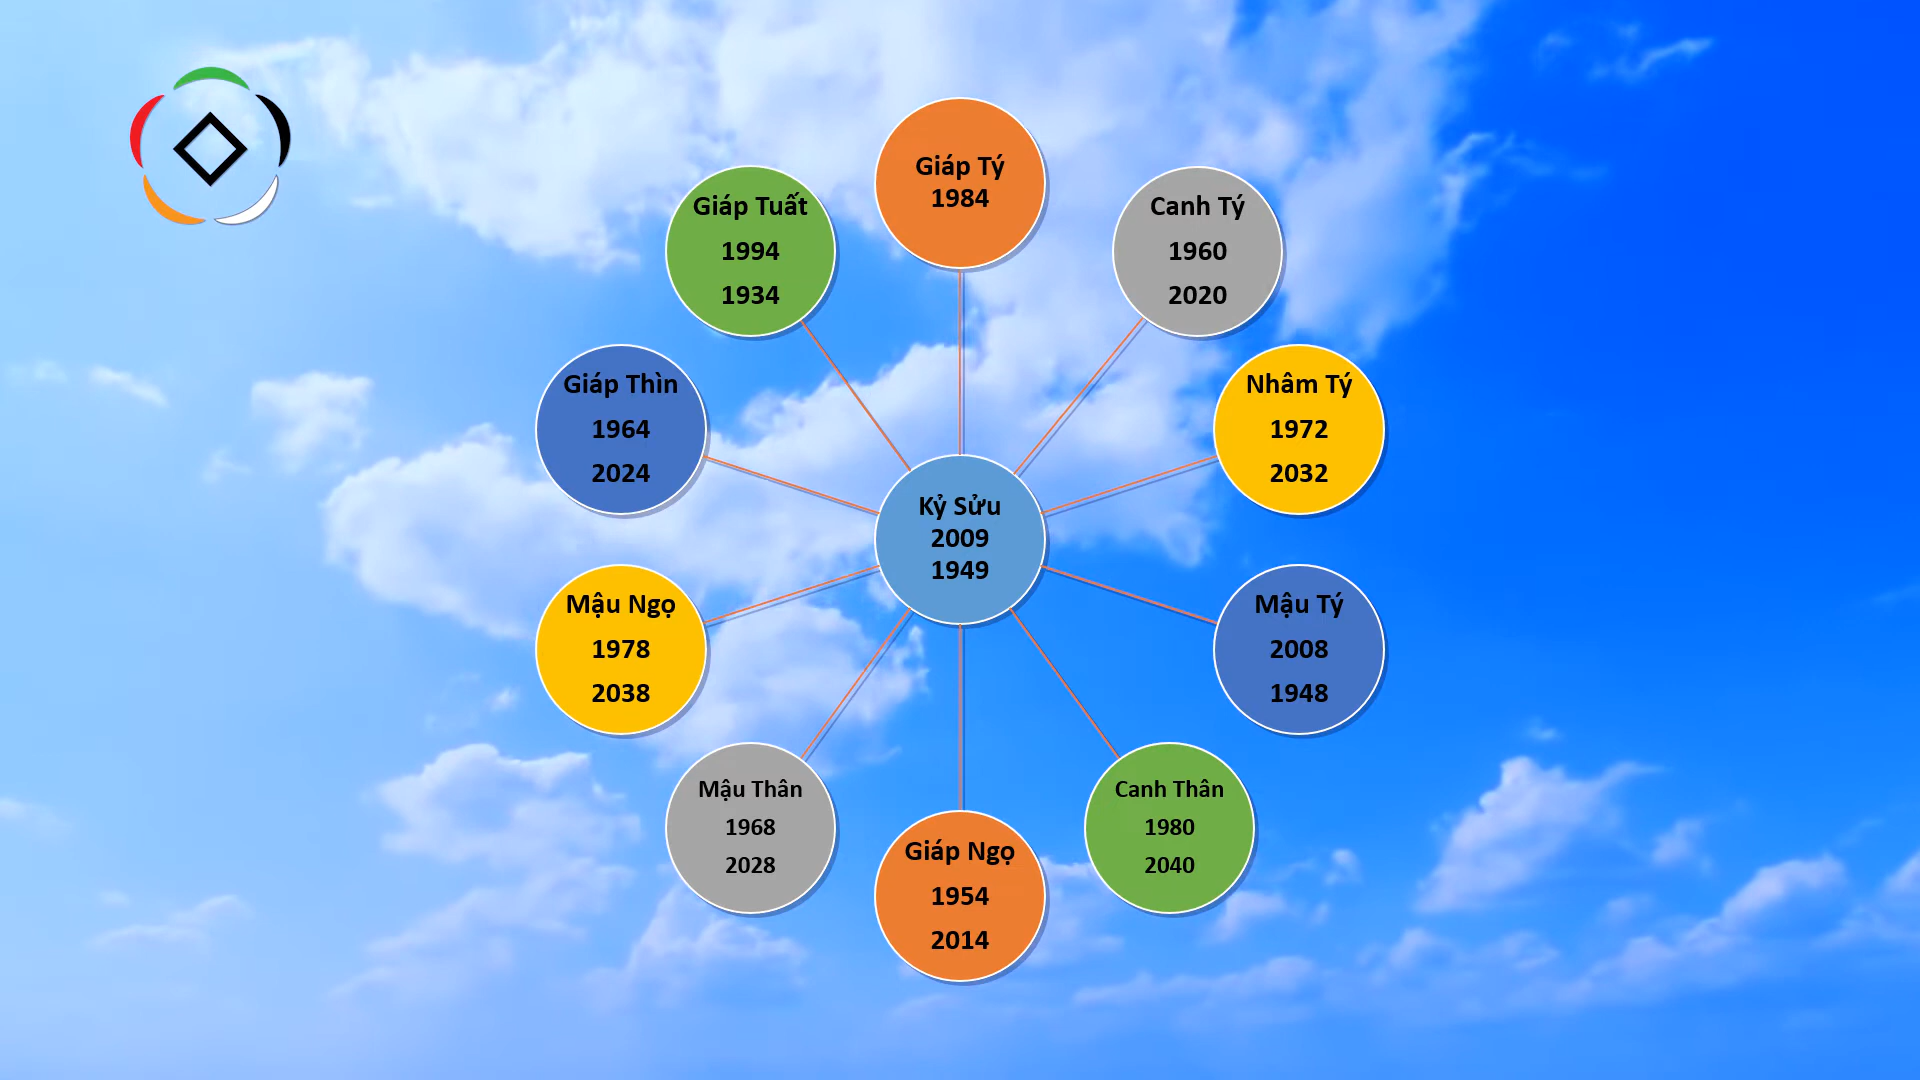 Giáp Tý
1984
Canh Tý
1960
2020
Nhâm Tý
1972
2032
Mậu Tý
2008
1948
Canh Thân
1980
2040
Giáp Ngọ
1954
2014
Mậu Thân
1968
2028
Mậu Ngọ
1978
2038
Giáp Thìn
1964
2024
Giáp Tuất
1994
1934
Kỷ Sửu
2009
1949